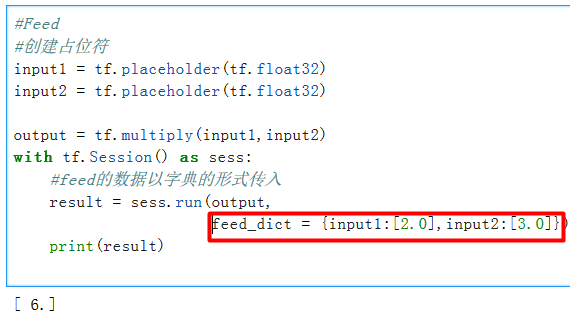 #Feed
#创建占位符
input1 = tf.placeholder(tf.float32)
input2 = tf.placeholder(tf.float32)
output = tf.multiply(input1,input2)
with tf.Session() as sess:
    #feed的数据以字典的形式传入
    result = sess.run(output,
                      feed_dict = {input1:[2.0],input2:[3.0]})
    print(result)
[ 6.]